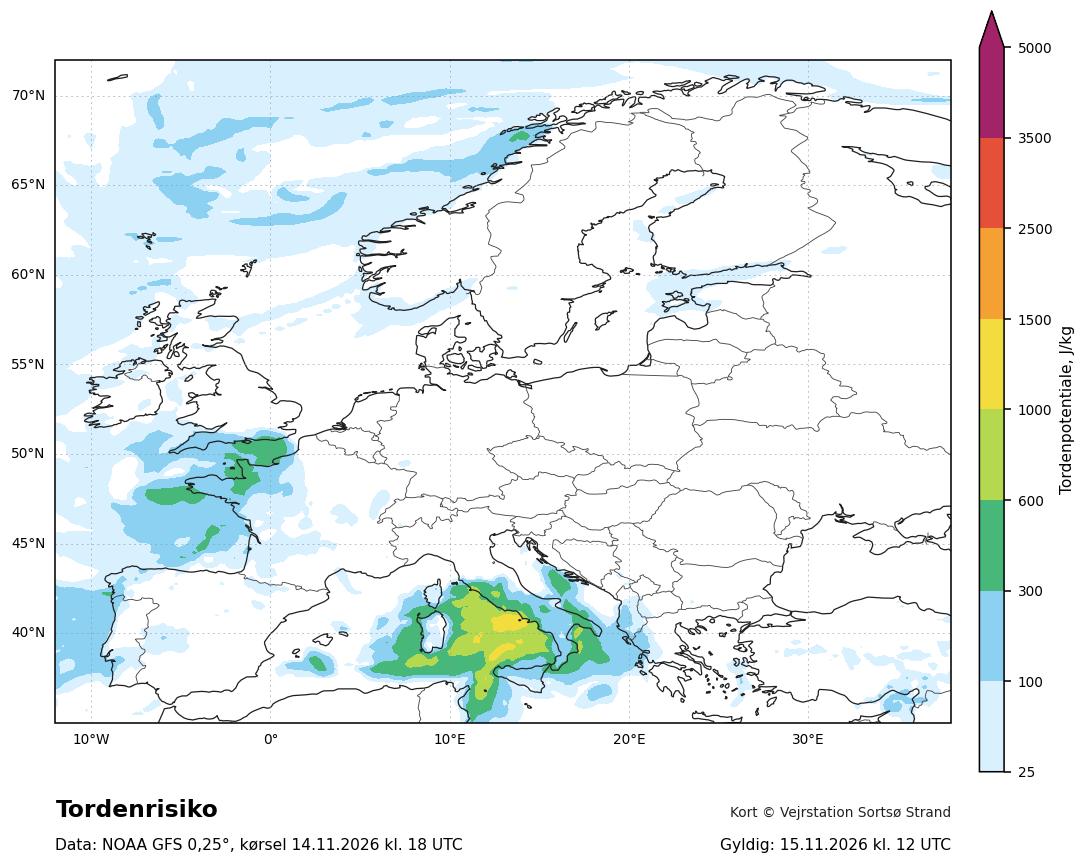 5000
3500
2500
1500
1000
600
300
100
25
Tordenpotentiale, J/kg
70°N
65°N
60°N
55°N
50°N
45°N
40°N
10°W
0°
10°E
20°E
30°E
Tordenrisiko
Kort © Vejrstation Sortsø Strand
Data: NOAA GFS 0,25°, kørsel 14.11.2026 kl. 18 UTC
Gyldig: 15.11.2026 kl. 12 UTC